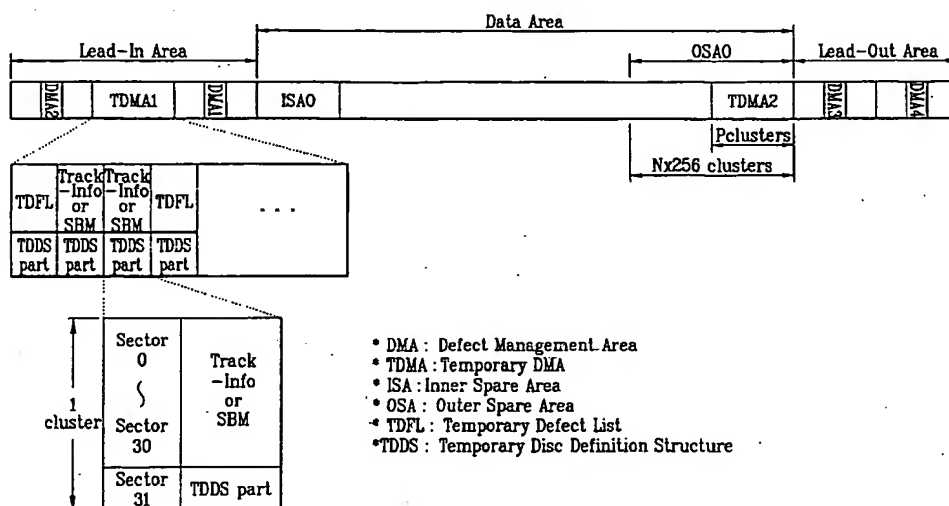 Data Area
Lead-In Area
OSA0
Lead-Out Area
DMA2
TDMA1
DMA1
ISA0
TDMA2
DMA3
DMA4
Pclusters
Nx256 clusters
TDFL
Track
-Info
or
SBM
Track
-Info
or
SBM
TDFL
. . .
TDDS
part
TDDS
part
TDDS
part
TDDS
part
1
cluster
Sector
0
Sector
30
Track
-Info
or
SBM
Sector
31
TDDS part
* DMA : Defect Management Area
* TDMA : Temporary DMA
* ISA : Inner Spare Area
* OSA : Outer Spare Area
* TDFL : Temporary Defect List
*TDDS : Temporary Disc Definition Structure